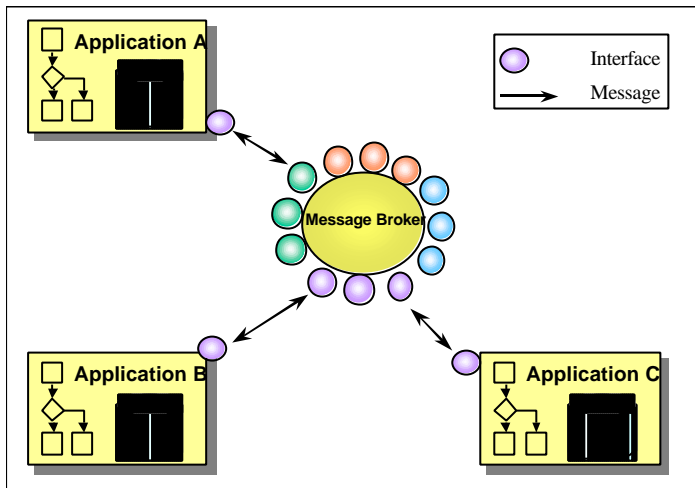 Application A
Interface
Message
Message Broker
Application B
Application C